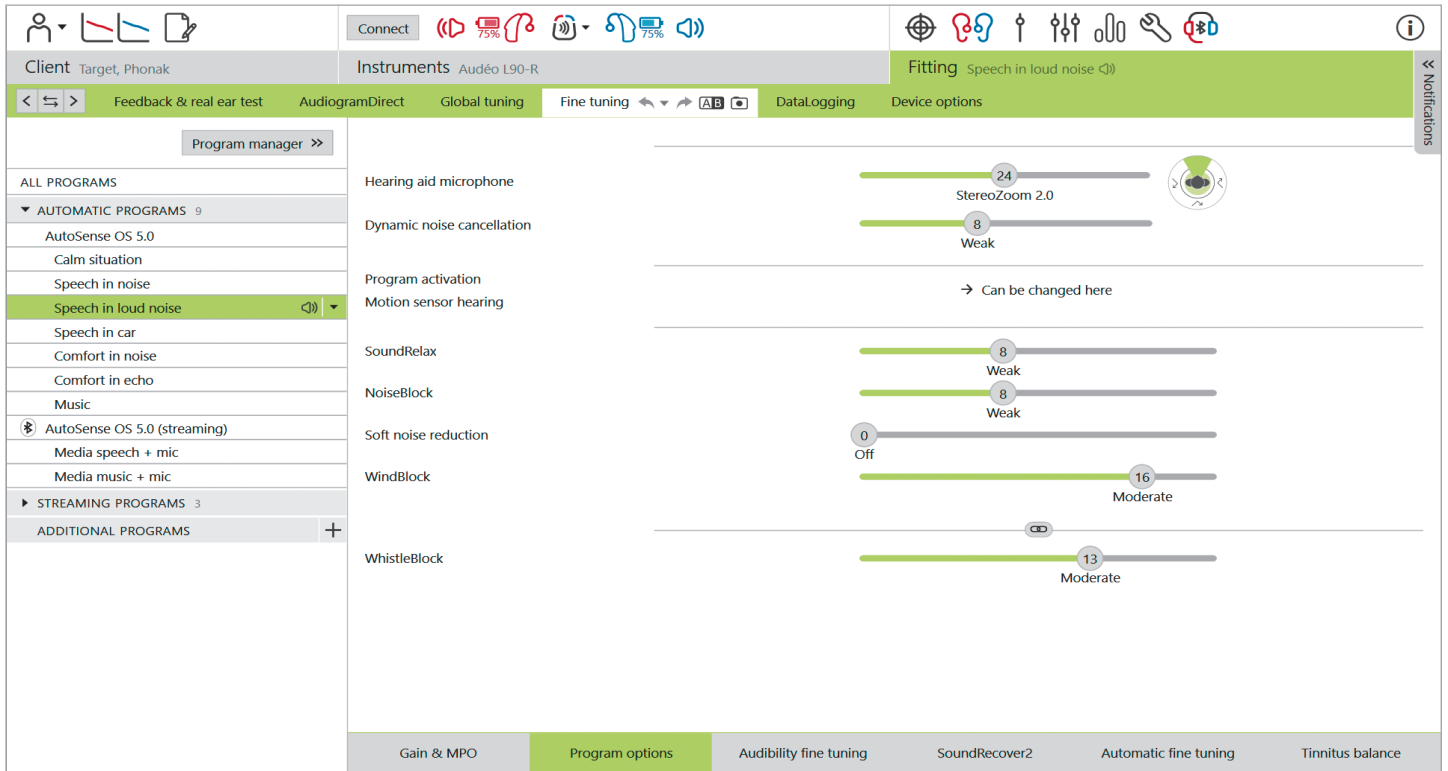 Connect
75%
75%
Client Target, Phonak
Instruments Audéo L90-R
Fitting Speech in loud noise
Notifications
Feedback & real ear test
AudiogramDirect
Global tuning
Fine tuning
AB
DataLogging
Device options
Program manager
ALL PROGRAMS
AUTOMATIC PROGRAMS 9
AutoSense OS 5.0
Calm situation
Speech in noise
Speech in loud noise
Speech in car
Comfort in noise
Comfort in echo
Music
AutoSense OS 5.0 (streaming)
Media speech + mic
Media music + mic
STREAMING PROGRAMS 3
ADDITIONAL PROGRAMS
Hearing aid microphone
24
StereoZoom 2.0
Dynamic noise cancellation
8
Weak
Program activation
Motion sensor hearing
Can be changed here
SoundRelax
8
Weak
NoiseBlock
8
Weak
Soft noise reduction
0
Off
WindBlock
16
Moderate
WhistleBlock
13
Moderate
Gain & MPO
Program options
Audibility fine tuning
SoundRecover2
Automatic fine tuning
Tinnitus balance